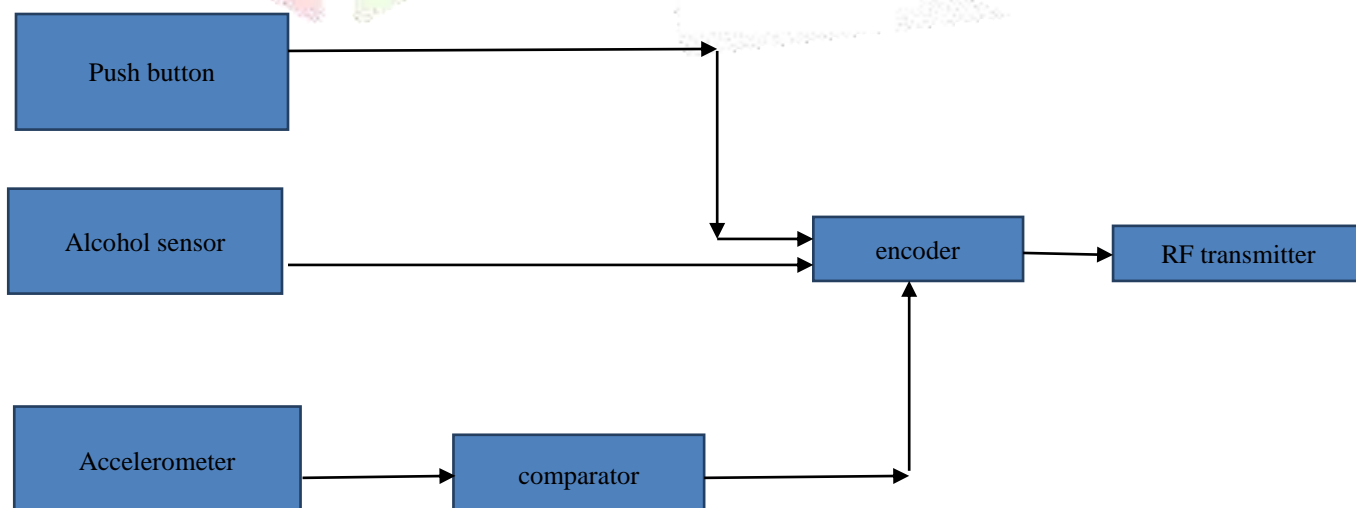 Push button
Alcohol sensor
encoder
RF transmitter
Accelerometer
comparator